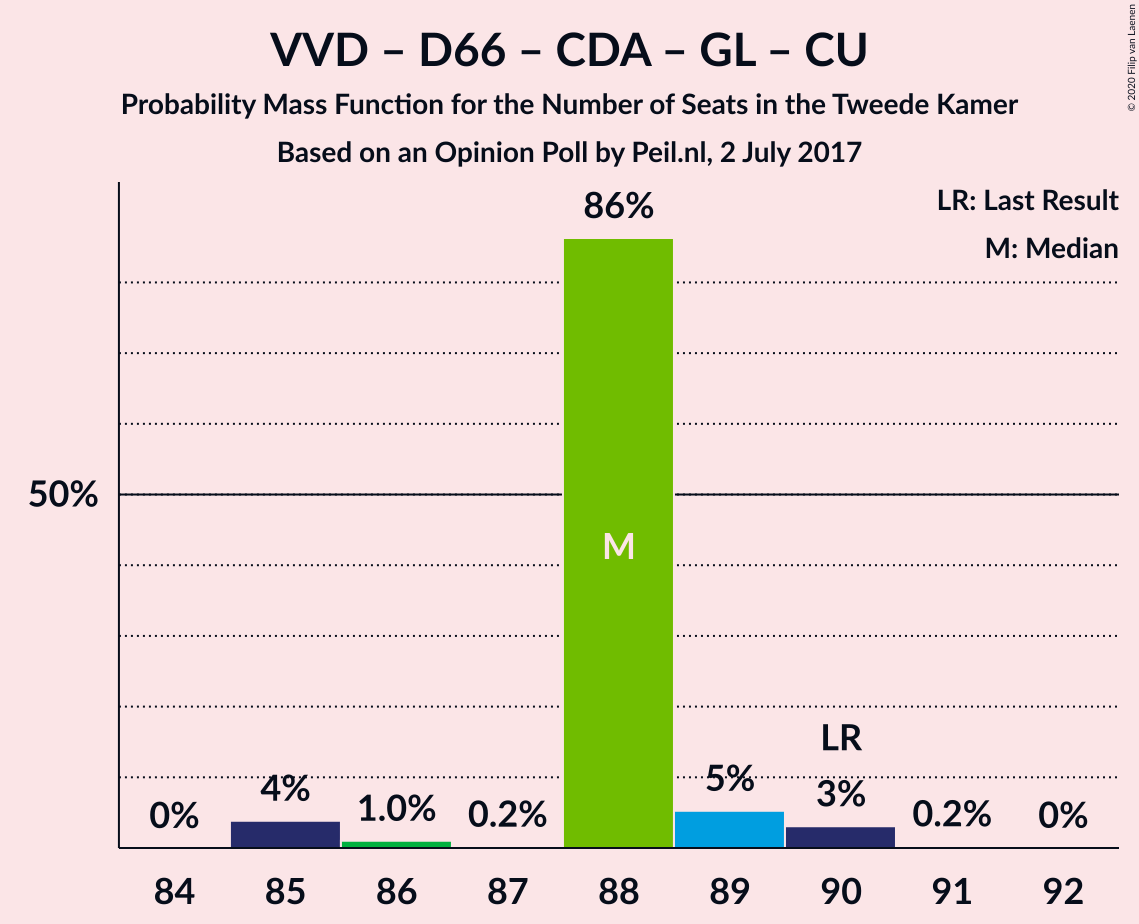 VVD – D66 – CDA – GL – CU
Probability Mass Function for the Number of Seats in the Tweede Kamer
Based on an Opinion Poll by Peil.nl, 2 July 2017
© 2020 Filip van Laenen
LR: Last Result
M: Median
86%
50%
M
LR
0%
4%
1.0%
0.2%
5%
3%
0.2%
0%
84 85 86 87 88 89 90 91 92